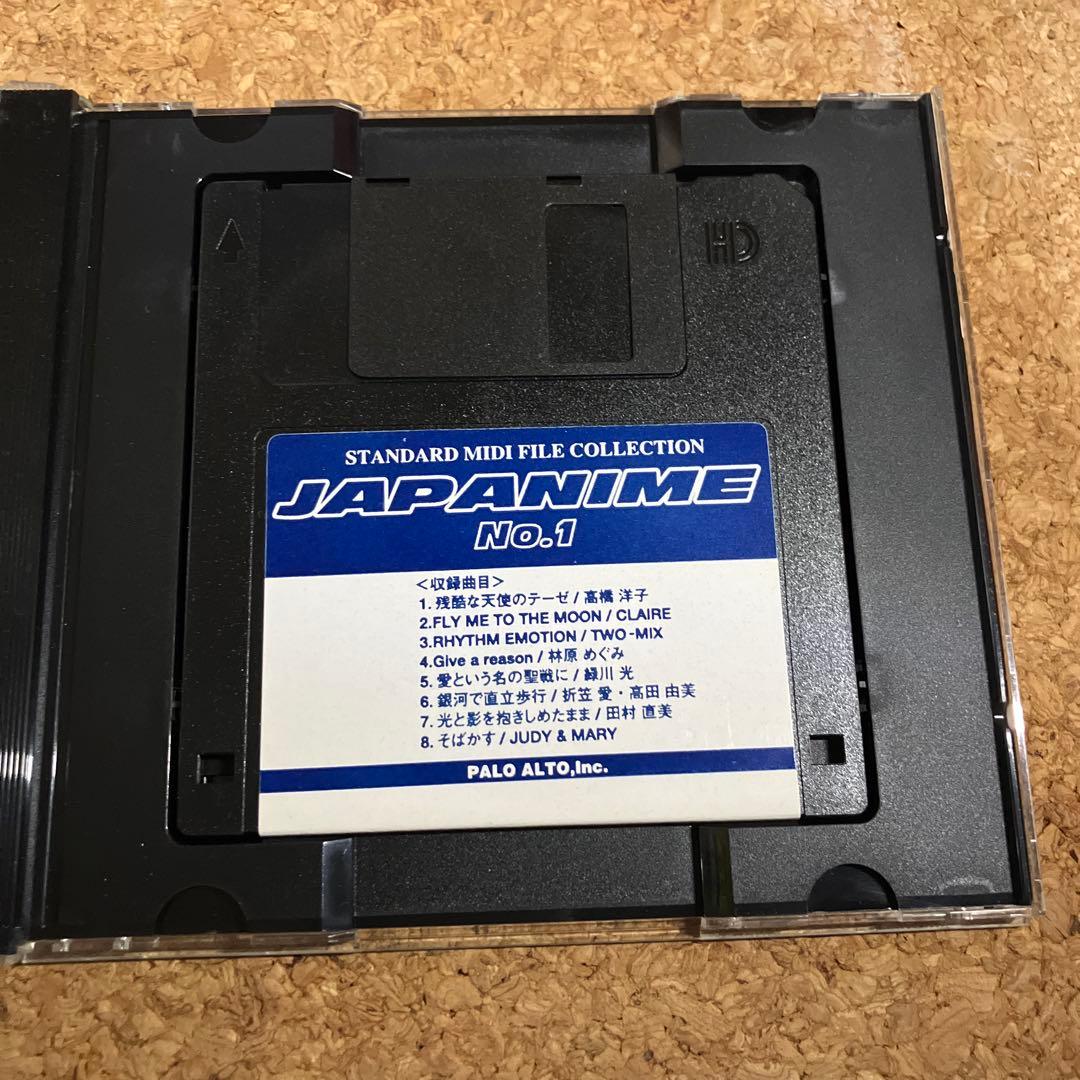 HD
STANDARD MIDI FILE COLLECTION
JAPANIME
No.1
<収録曲目>
1. 残酷な天使のテーゼ / 高橋 洋子
2.FLY ME TO THE MOON / CLAIRE
3.RHYTHM EMOTION / TWO-MIX
4.Give a reason / 林原 めぐみ
5. 愛という名の聖戦に / 緑川 光
6. 銀河で直立歩行 / 折笠 愛・高田 由美
7. 光と影を抱きしめたまま / 田村 直美
8. そばかす / JUDY & MARY
PALO ALTO,Inc.